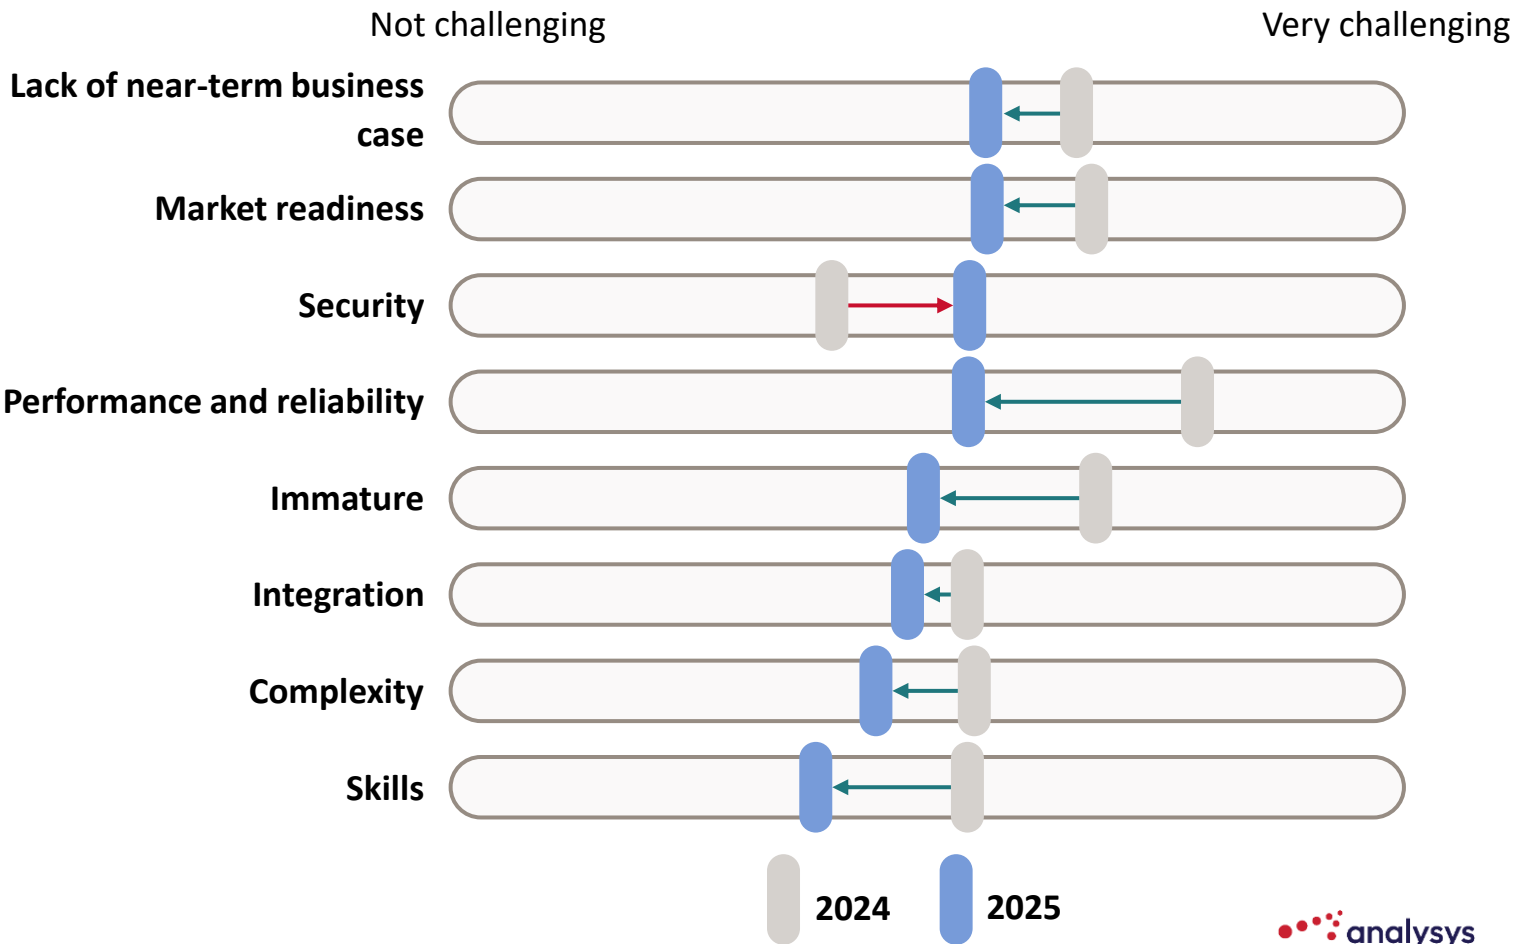 Not challenging
Very challenging
Lack of near-term business
case
Market readiness
Security
Performance and reliability
Immature
Integration
Complexity
Skills
2024
2025
analysys